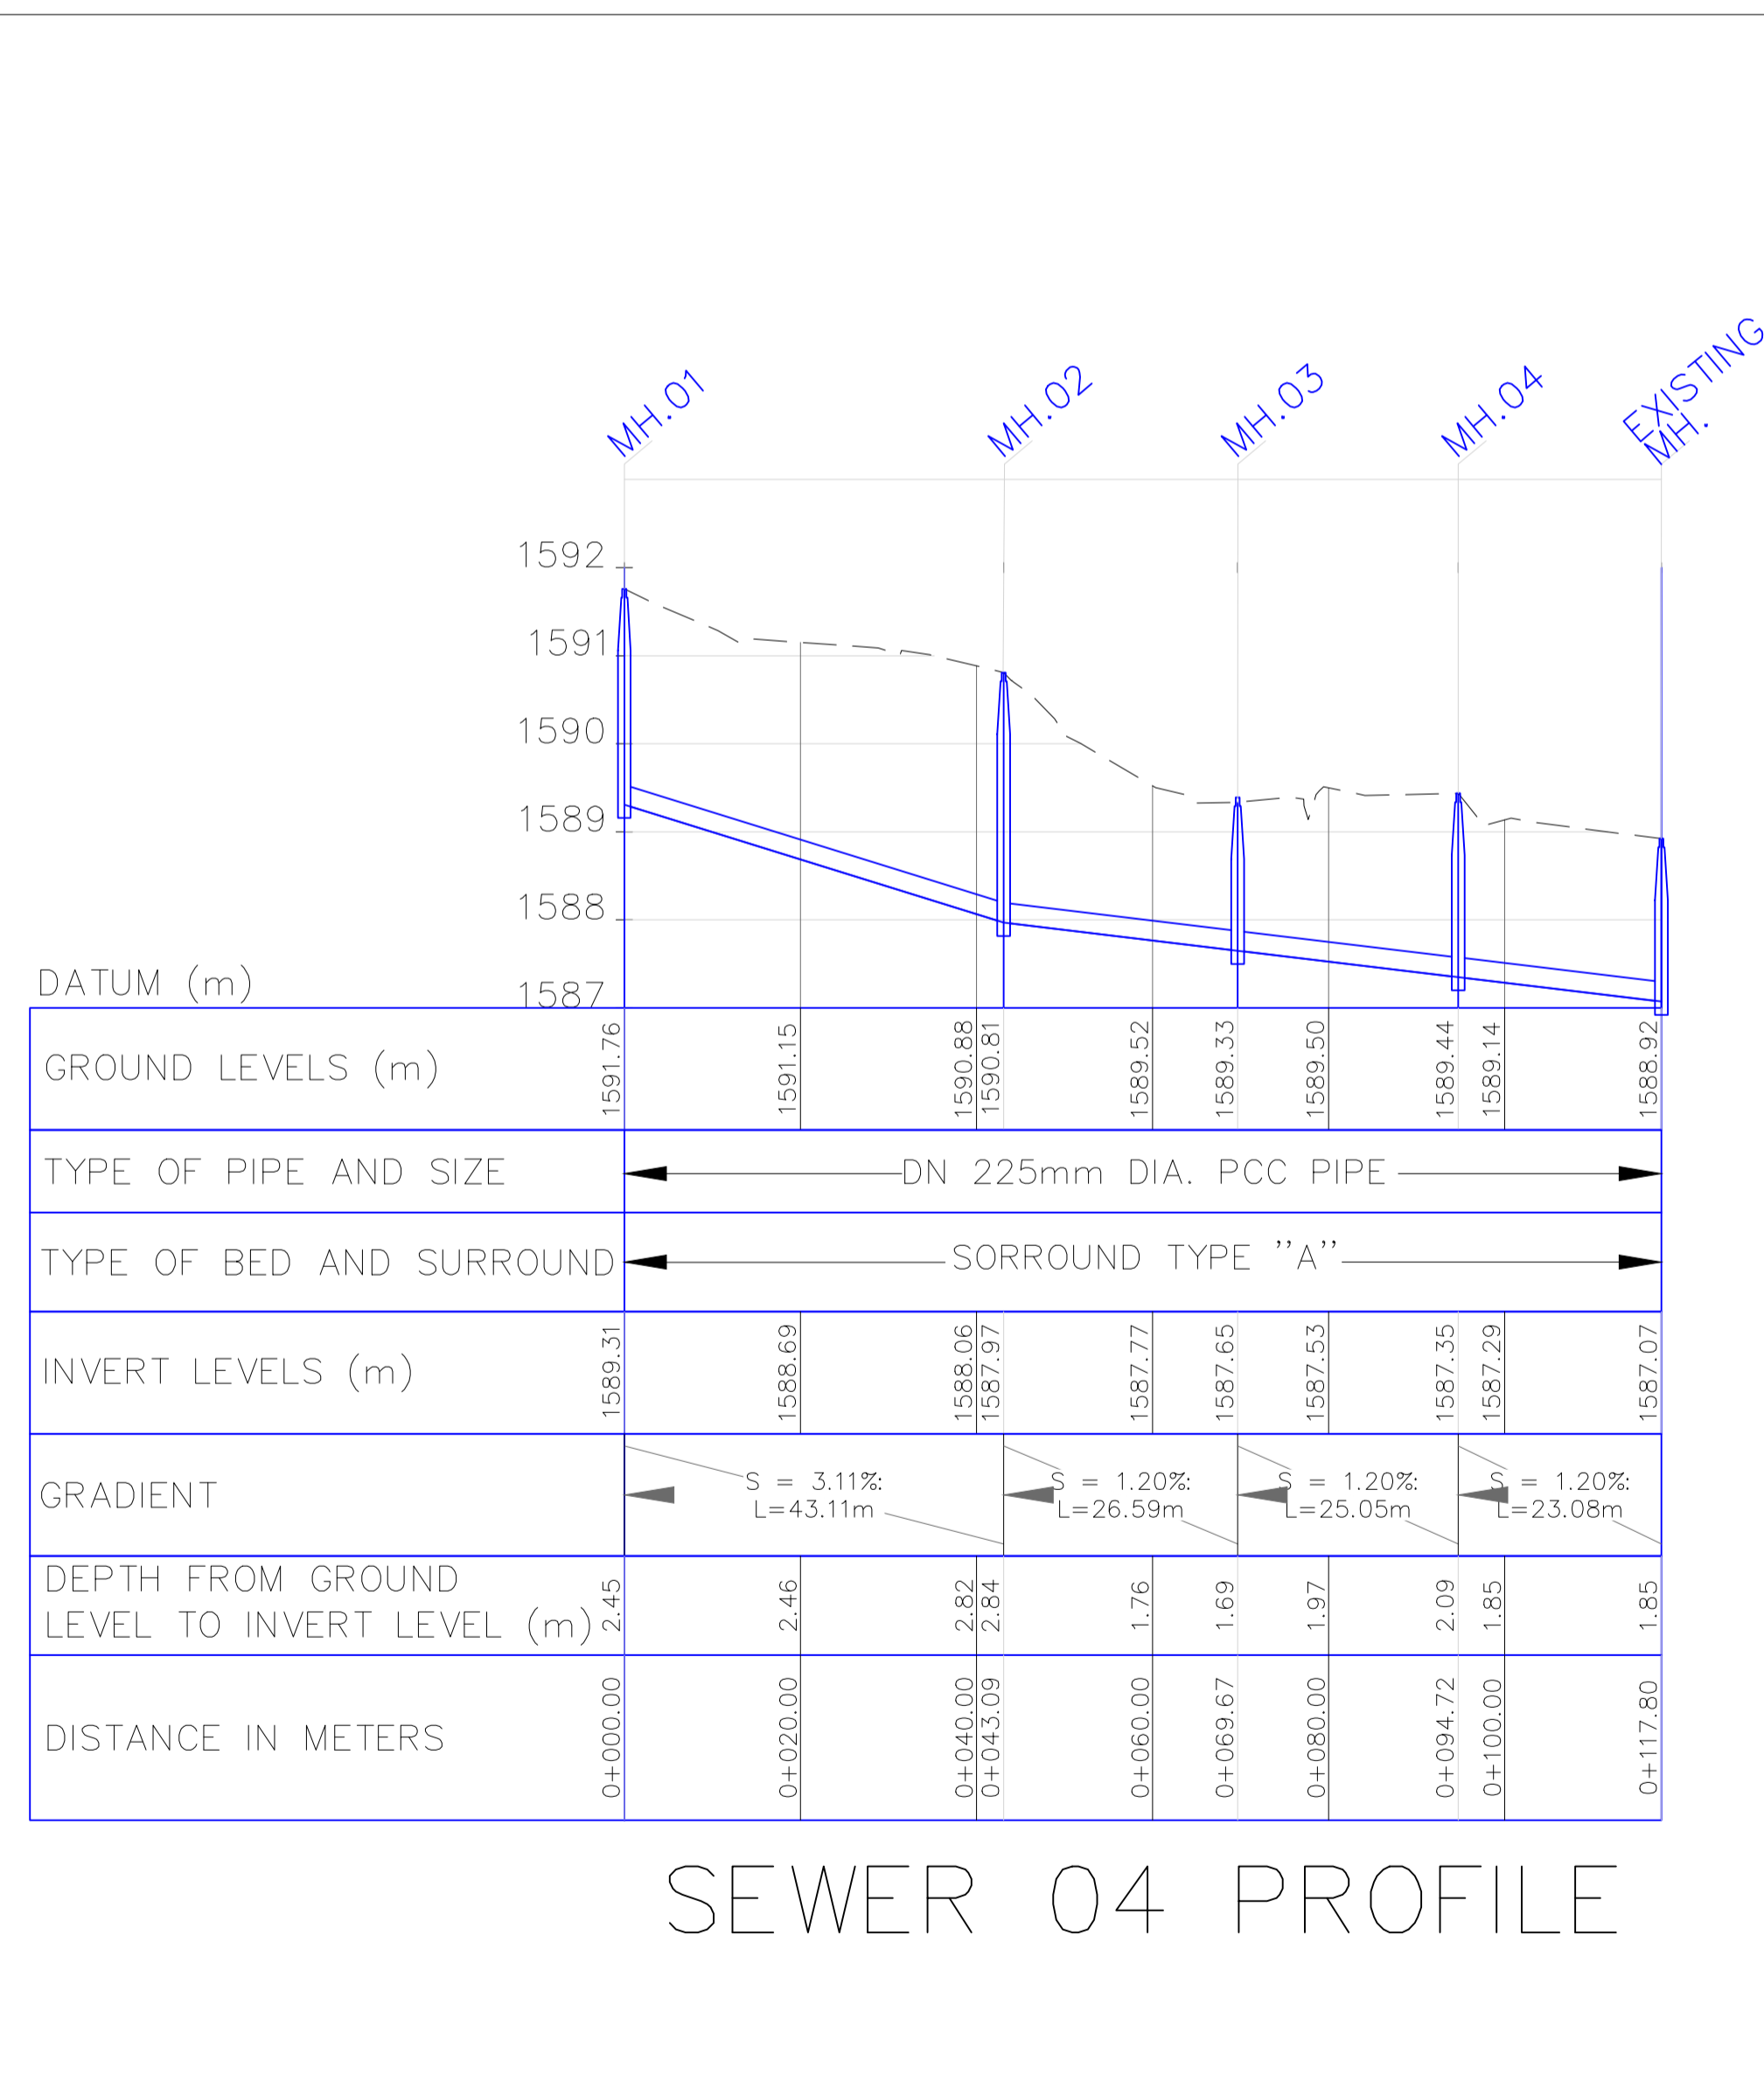 MH.01
MH.02
MH.03
MH.04
EXISTING
MH.
1592
1591
1590
1589
1588
1587
DATUM (m)
GROUND LEVELS (m)
1591.76
1591.15
1590.88
1590.81
1589.52
1589.33
1589.50
1589.44
1589.14
1588.92
TYPE OF PIPE AND SIZE
DN 225mm DIA. PCC PIPE
TYPE OF BED AND SURROUND
SORROUND TYPE ''A''
INVERT LEVELS (m)
1589.31
1588.69
1588.06
1587.97
1587.77
1587.65
1587.53
1587.35
1587.29
1587.07
GRADIENT
S = 3.11%:
L=43.11m
S = 1.20%:
L=26.59m
S = 1.20%:
L=25.05m
S = 1.20%:
L=23.08m
DEPTH FROM GROUND
LEVEL TO INVERT LEVEL (m)
2.45
2.46
2.82
2.84
1.76
1.69
1.97
2.09
1.85
1.85
DISTANCE IN METERS
0+000.00
0+020.00
0+040.00
0+043.09
0+060.00
0+069.67
0+080.00
0+094.72
0+100.00
0+117.80
SEWER 04 PROFILE